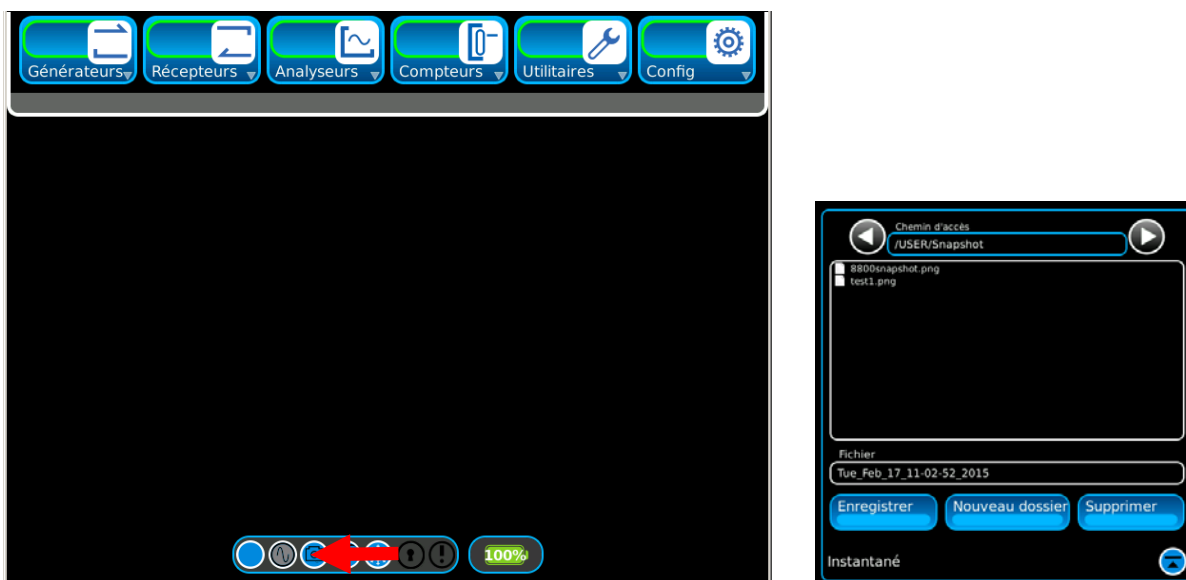 Générateurs
Récepteurs
Analyseurs
Compteurs
Utilitaires
Config
100%
Chemin d'accès
/USER/Snapshot
8800snapshot.png
test1.png
Fichier
Tue_Feb_17_11-02-52_2015
Enregistrer
Nouveau dossier
Supprimer
Instantané